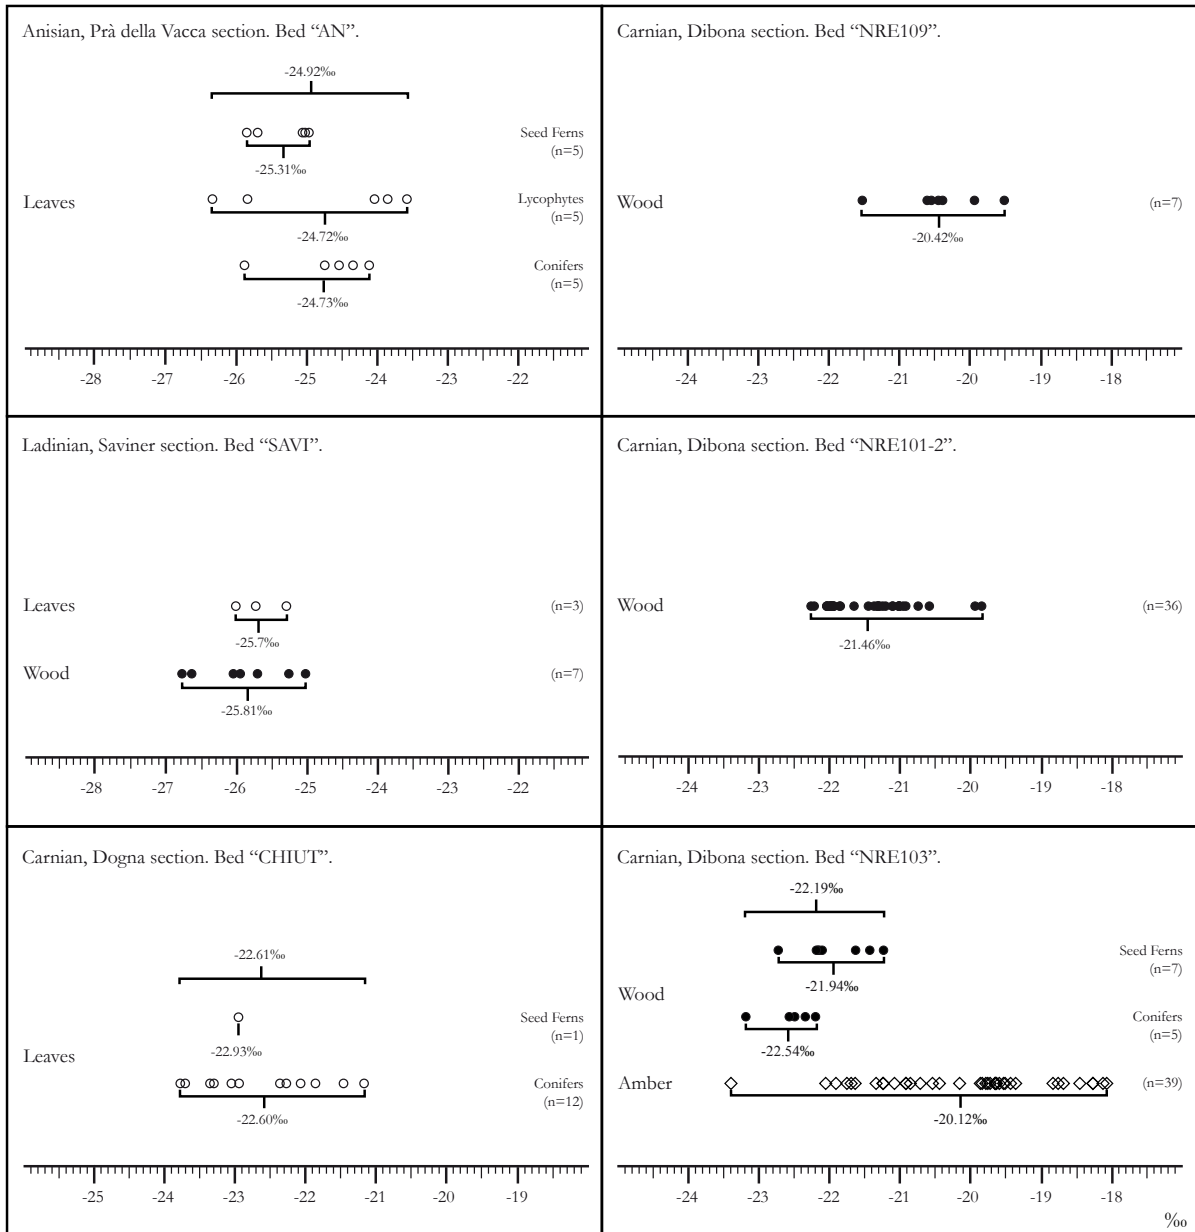 Anisian, Prà della Vacca section. Bed “AN”.
-24.92‰
Seed Ferns
(n=5)
-25.31‰
Leaves
Lycophytes
(n=5)
-24.72‰
Conifers
(n=5)
-24.73‰
-28 -27 -26 -25 -24 -23 -22
Carnian, Dibona section. Bed “NRE109”.
Wood
(n=7)
-20.42‰
-24 -23 -22 -21 -20 -19 -18
Ladinian, Saviner section. Bed “SAVI”.
Leaves
(n=3)
-25.7‰
Wood
(n=7)
-25.81‰
-28 -27 -26 -25 -24 -23 -22
Carnian, Dibona section. Bed “NRE101-2”.
Wood
(n=36)
-21.46‰
-24 -23 -22 -21 -20 -19 -18
Carnian, Dogna section. Bed “CHIUT”.
-22.61‰
Seed Ferns
(n=1)
-22.93‰
Leaves
Conifers
(n=12)
-22.60‰
-25 -24 -23 -22 -21 -20 -19
Carnian, Dibona section. Bed “NRE103”.
-22.19‰
Seed Ferns
(n=7)
-21.94‰
Wood
Conifers
(n=5)
-22.54‰
Amber
(n=39)
-20.12‰
-24 -23 -22 -21 -20 -19 -18
‰